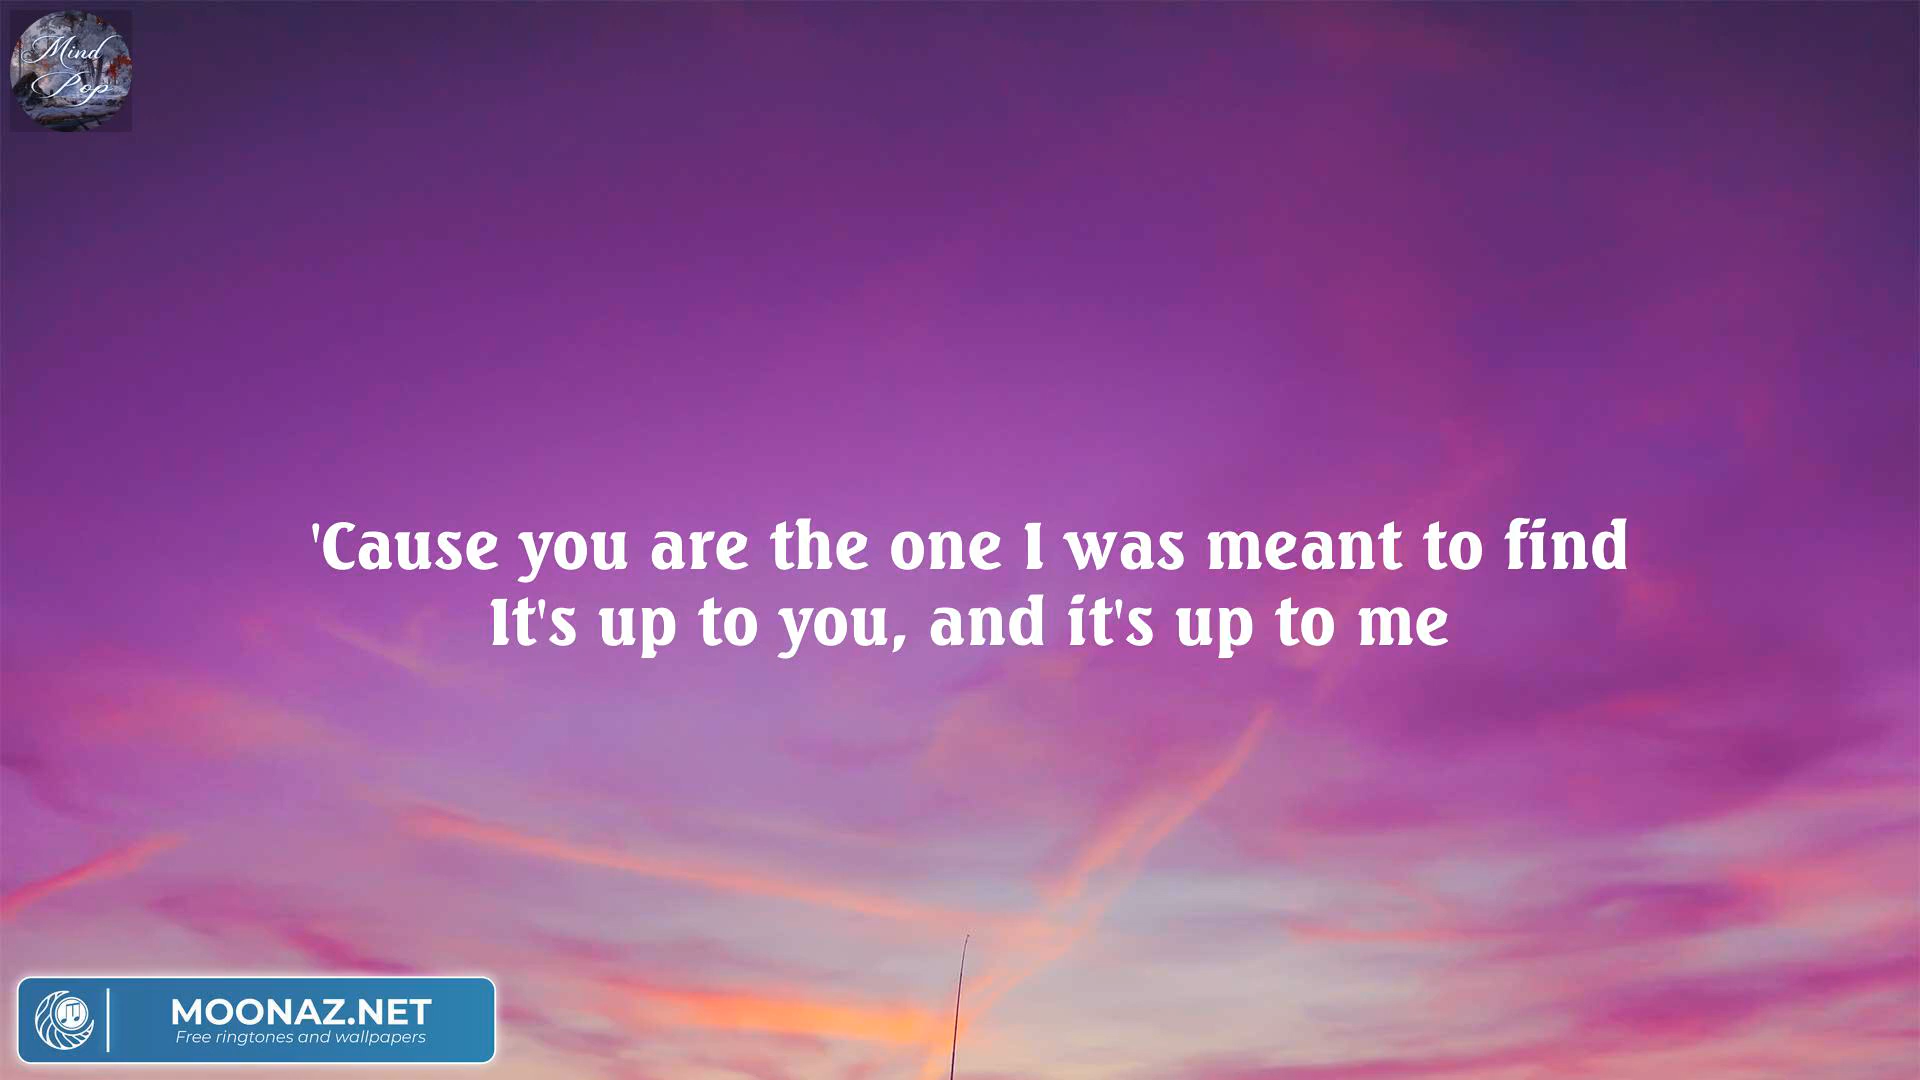 Mind
Pop
'Cause you are the one I was meant to find
It's up to you, and it's up to me
MOONAZ.NET
Free ringtones and wallpapers